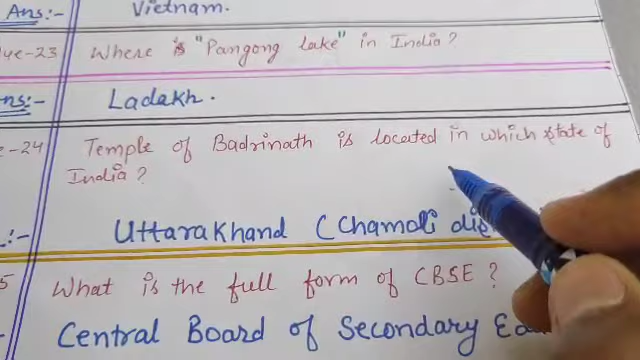 Ans:- Vietnam.
Que-23 Where is "Pangong lake" in India?
Ans:- Ladakh.
-24 Temple of Badrinath is located in which state of
India?
:- Uttarakhand (Chamoli
5 What is the full form of CBSE?
Central Board of Secondary